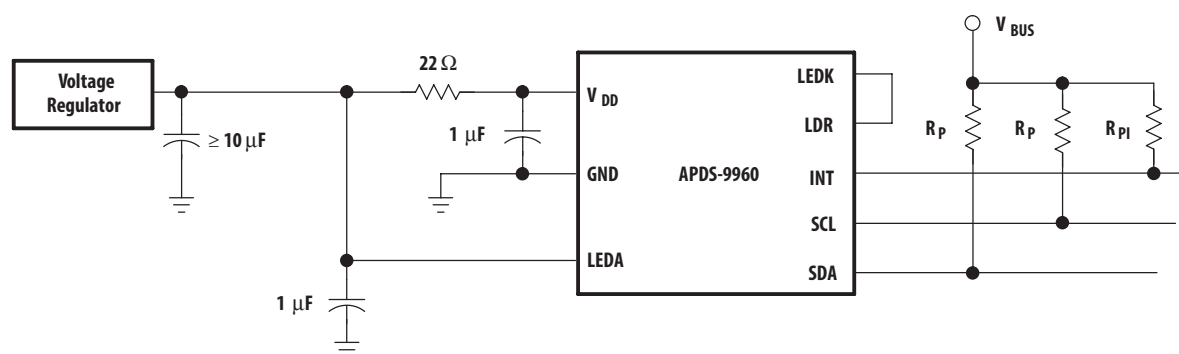 V BUS
Voltage
Regulator
22 Ω
≥ 10 μF
1 μF
V DD
GND
LEDA
APDS-9960
LEDK
LDR
INT
SCL
SDA
R P
R P
R PI
1 μF